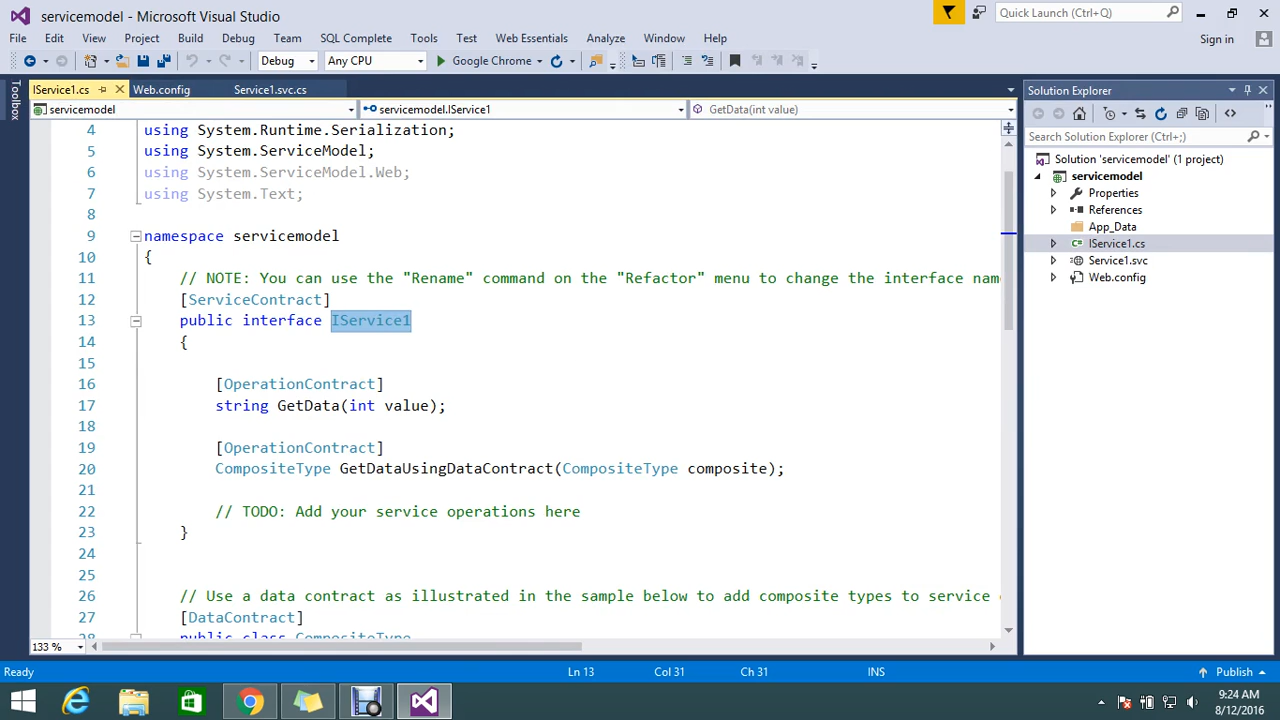 servicemodel - Microsoft Visual Studio
Quick Launch (Ctrl+Q)
File Edit View Project Build Debug Team SQL Complete Tools Test Web Essentials Analyze Window Help
Sign in
Debug Any CPU Google Chrome
Toolbox
IService1.cs Web.config Service1.svc.cs
servicemodel servicemodel.IService1 GetData(int value)
4 using System.Runtime.Serialization;
5 using System.ServiceModel;
6 using System.ServiceModel.Web;
7 using System.Text;
8
9 namespace servicemodel
10 {
11 // NOTE: You can use the "Rename" command on the "Refactor" menu to change the interface nam
12 [ServiceContract]
13 public interface IService1
14 {
15
16 [OperationContract]
17 string GetData(int value);
18
19 [OperationContract]
20 CompositeType GetDataUsingDataContract(CompositeType composite);
21
22 // TODO: Add your service operations here
23 }
24
25
26 // Use a data contract as illustrated in the sample below to add composite types to service
27 [DataContract]
28 public class CompositeType
133 %
Solution Explorer
Search Solution Explorer (Ctrl+;)
Solution 'servicemodel' (1 project)
servicemodel
Properties
References
App_Data
IService1.cs
Service1.svc
Web.config
Ready Ln 13 Col 31 Ch 31 INS Publish
9:24 AM
8/12/2016